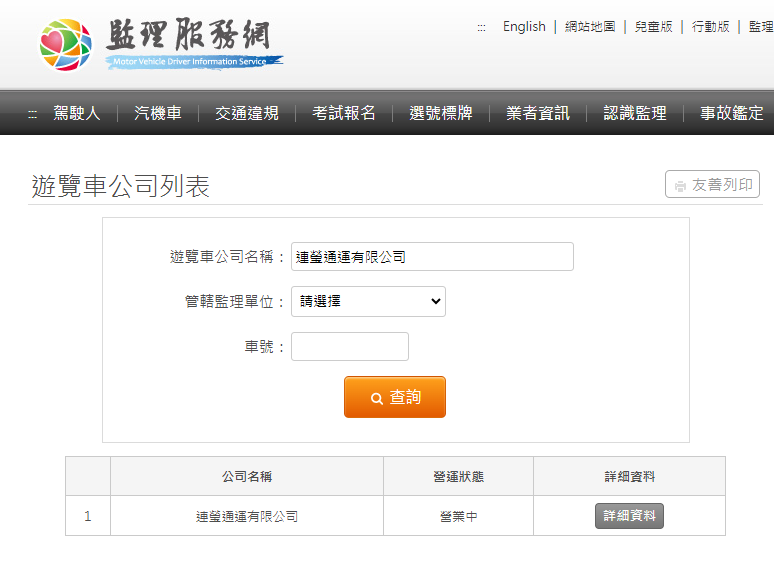 監理服務網
Motor Vehicle Driver Information Service
::: English | 網站地圖 | 兒童版 | 行動版 | 監理
::: 駕駛人 | 汽機車 | 交通違規 | 考試報名 | 選號標牌 | 業者資訊 | 認識監理 | 事故鑑定
遊覽車公司列表
友善列印
遊覽車公司名稱： 連瑩通運有限公司
管轄監理單位： 請選擇
車號：
查詢
公司名稱 營運狀態 詳細資料
1 連瑩通運有限公司 營業中 詳細資料